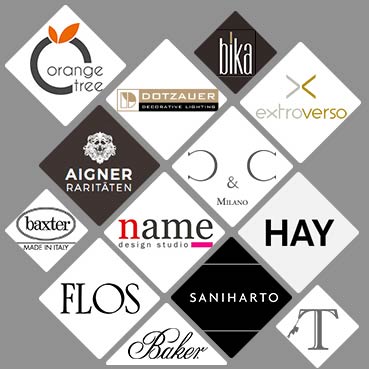 orange
tree
DOTZAUER
DECORATIVE LIGHTING
bika
extroverso
AIGNER
RARITÄTEN
C C
&
MILANO
baxter
MADE IN ITALY
name
design studio
HAY
FLOS
SANIHARTO
T
Baker